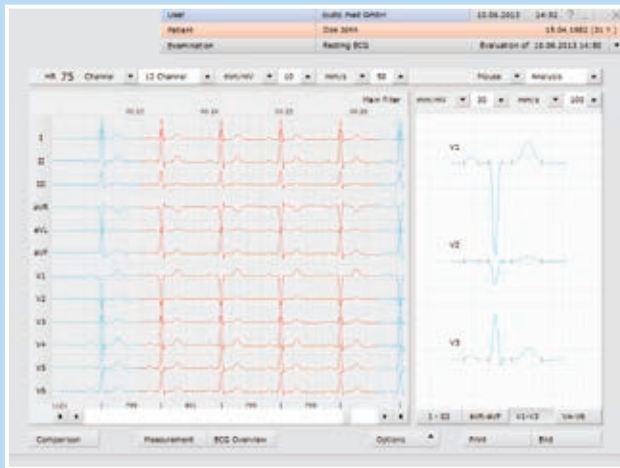 User custo med GmbH 10.06.2013 14:52 ?
Patient Doe John 15.04.1982 (31 Y.)
Examination Resting ECG Evaluation of 10.06.2013 14:50
HR 75 Channel 12 Channel mm/mV 10 mm/s 50 Mouse Analysis
Main Filter mm/mV 20 mm/s 100
I
II
III
aVR
aVL
aVF
V1
V2
V3
V4
V5
V6
V1
V2
V3
I - III aVR-aVF V1-V3 V4-V6
Comparison Measurement ECG Overview Options Print End